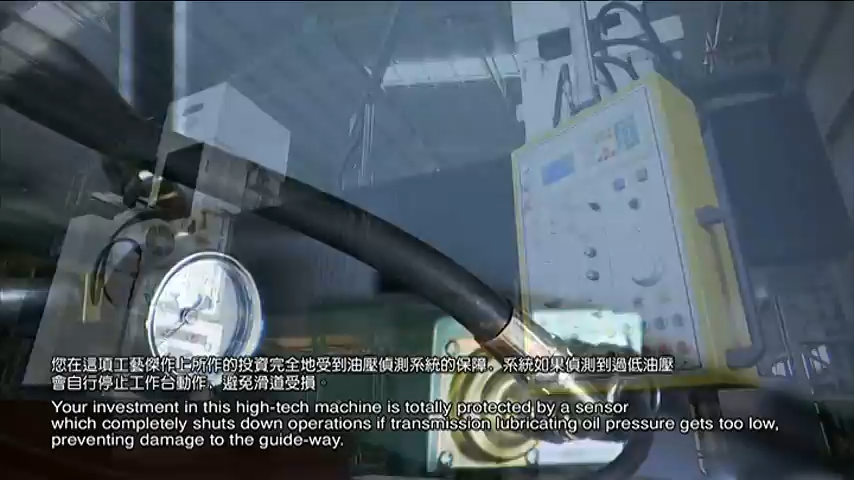 您在這項工藝傑作上所作的投資完全地受到油壓偵測系統的保障。系統如果偵測到過低油壓
會自行停止工作台動作，避免滑道受損。
Your investment in this high-tech machine is totally protected by a sensor
which completely shuts down operations if transmission lubricating oil pressure gets too low,
preventing damage to the guide-way.